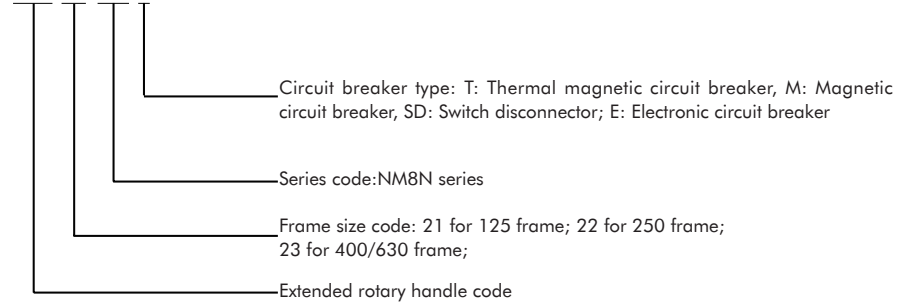 Circuit breaker type: T: Thermal magnetic circuit breaker, M: Magnetic
circuit breaker, SD: Switch disconnector; E: Electronic circuit breaker
Series code:NM8N series
Frame size code: 21 for 125 frame; 22 for 250 frame;
23 for 400/630 frame;
Extended rotary handle code